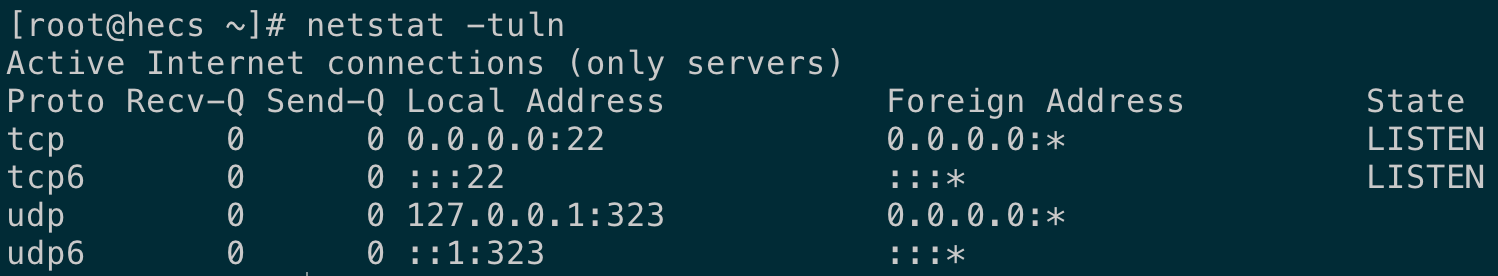 [root@hecs ~]# netstat -tuln
Active Internet connections (only servers)
Proto Recv-Q Send-Q Local Address           Foreign Address         State
tcp        0      0 0.0.0.0:22              0.0.0.0:*               LISTEN
tcp6       0      0 :::22                   :::*                    LISTEN
udp        0      0 127.0.0.1:323           0.0.0.0:*
udp6       0      0 ::1:323                 :::*